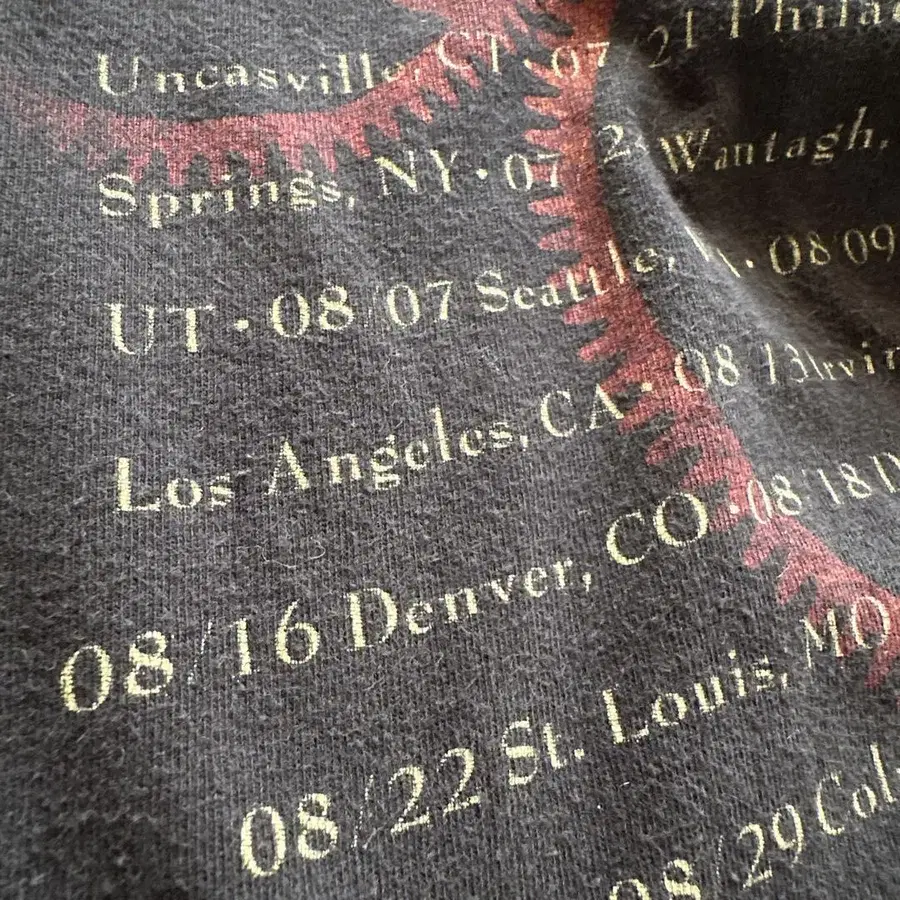 Uncasville, CT · 07/21 Philad
Springs, NY · 07/2 Wantagh,
UT · 08/07 Seattle, · 08/09
Los Angeles, CA · 08/13 Irvin
08/16 Denver, CO · 08/18 D
08/22 St. Louis, MO
08/29 Col